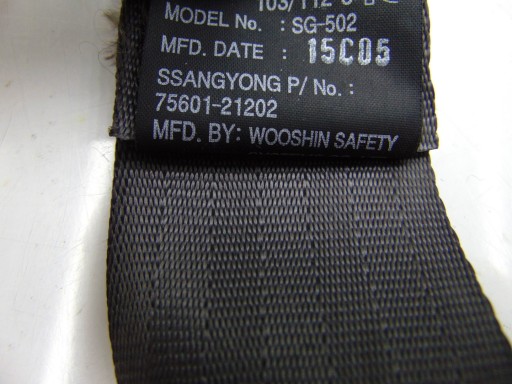 MODEL No. : SG-502
MFD. DATE : 15C05
SSANGYONG P/ No. :
75601-21202
MFD. BY: WOOSHIN SAFETY